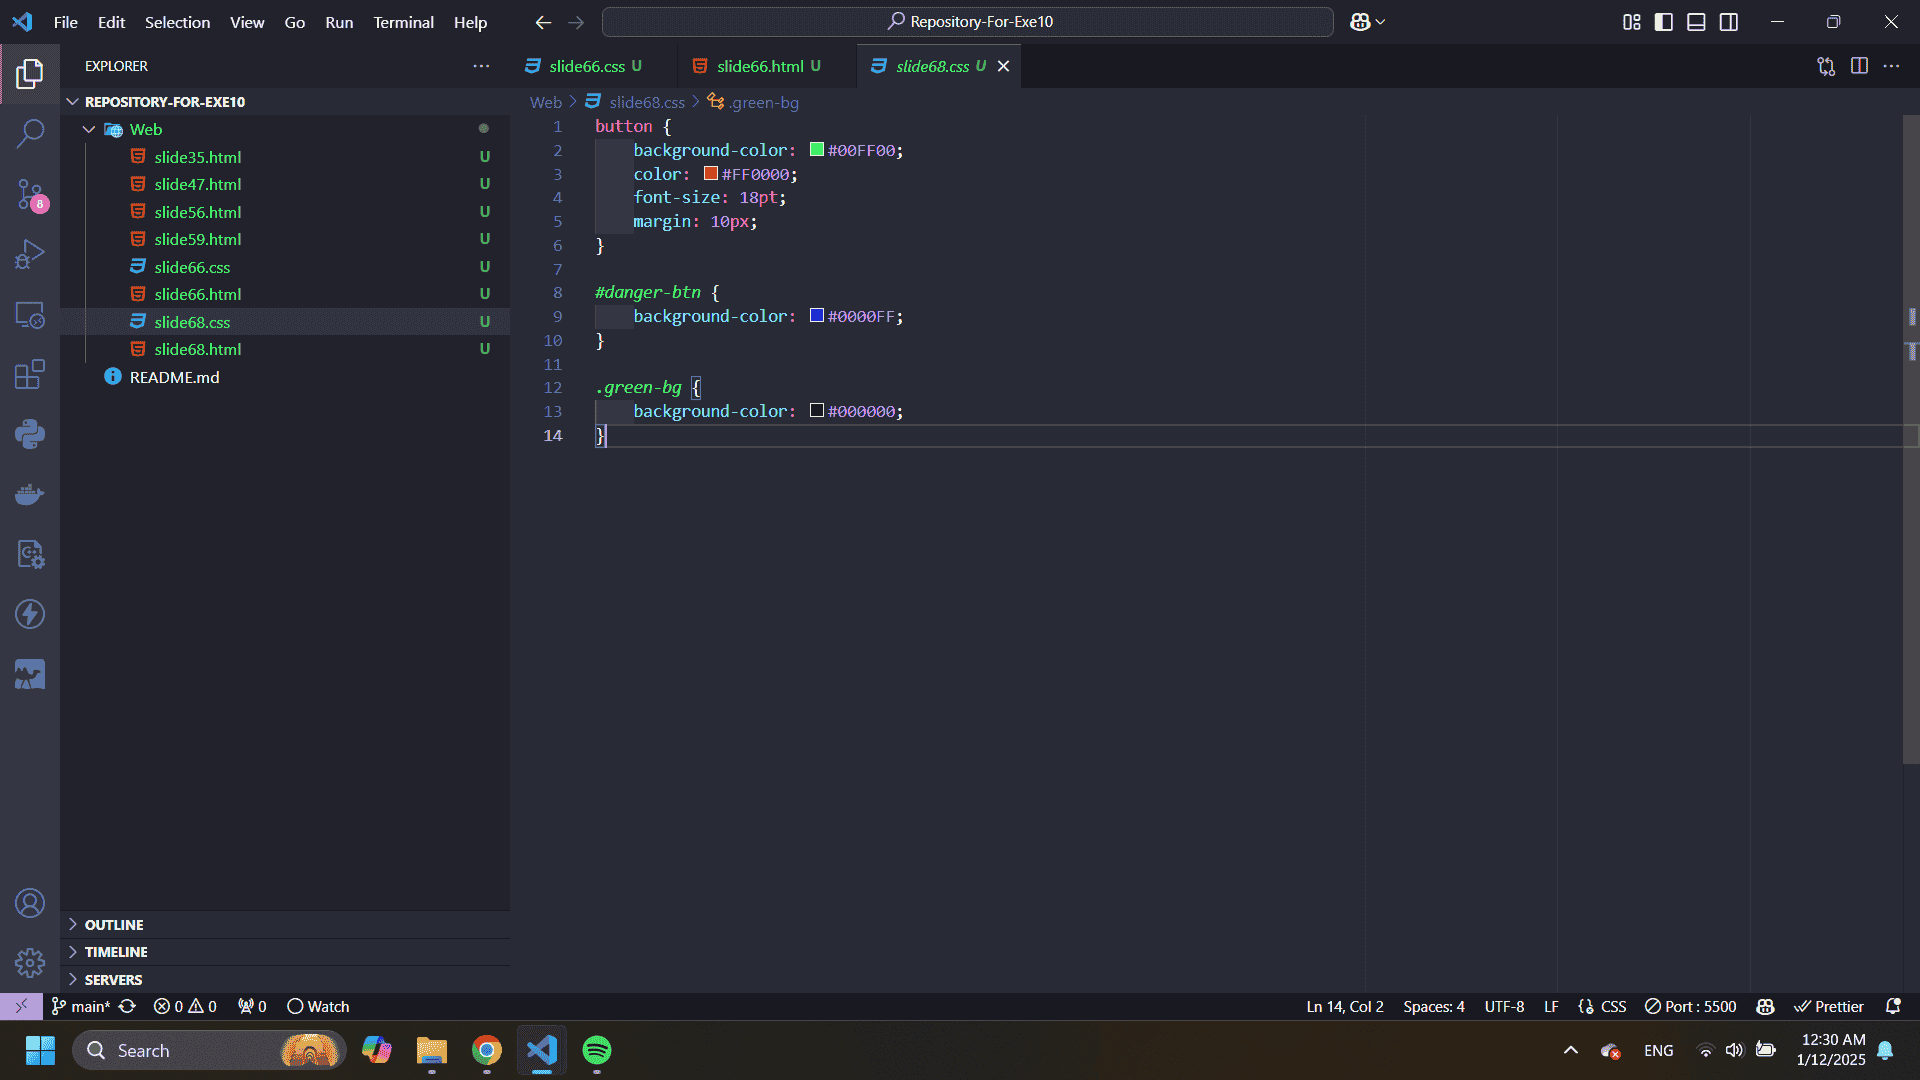 File Edit Selection View Go Run Terminal Help
Repository-For-Exe10
EXPLORER
REPOSITORY-FOR-EXE10
Web
slide35.html U
slide47.html U
slide56.html U
slide59.html U
slide66.css U
slide66.html U
slide68.css U
slide68.html U
README.md
8
OUTLINE
TIMELINE
SERVERS
slide66.css U slide66.html U slide68.css U
Web > slide68.css > .green-bg
1 button {
2 background-color: #00FF00;
3 color: #FF0000;
4 font-size: 18pt;
5 margin: 10px;
6 }
7
8 #danger-btn {
9 background-color: #0000FF;
10 }
11
12 .green-bg {
13 background-color: #000000;
14 }
main* 0 0 0 Watch
Ln 14, Col 2 Spaces: 4 UTF-8 LF CSS Port : 5500 Prettier
Search
ENG
12:30 AM
1/12/2025